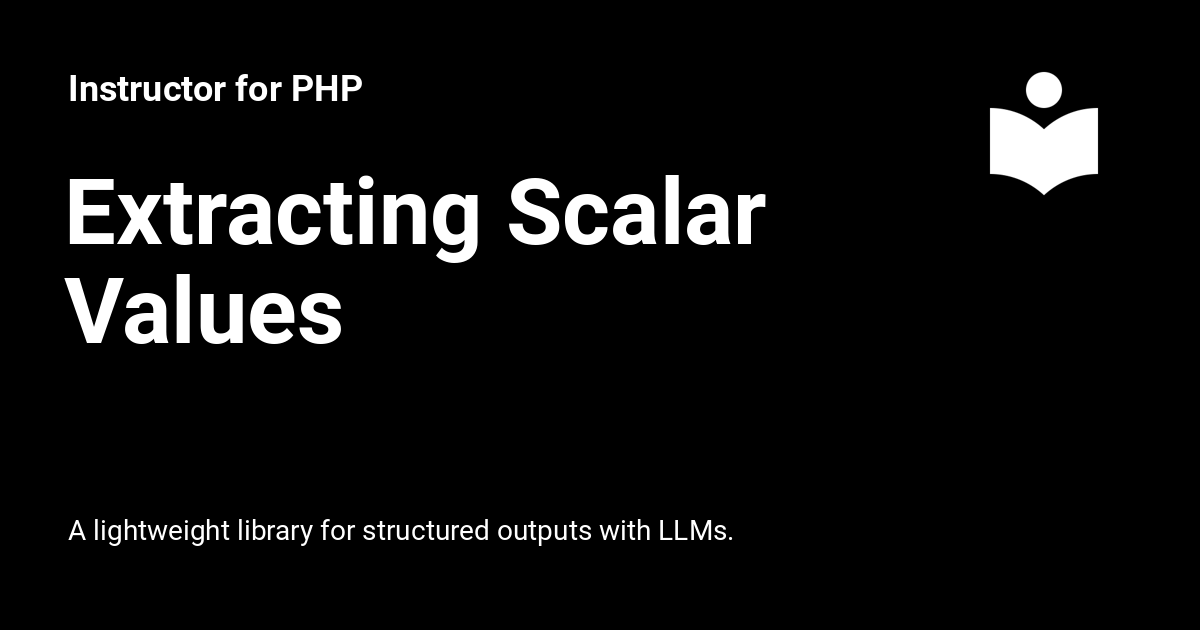 Instructor for PHP
Extracting Scalar
Values
A lightweight library for structured outputs with LLMs.